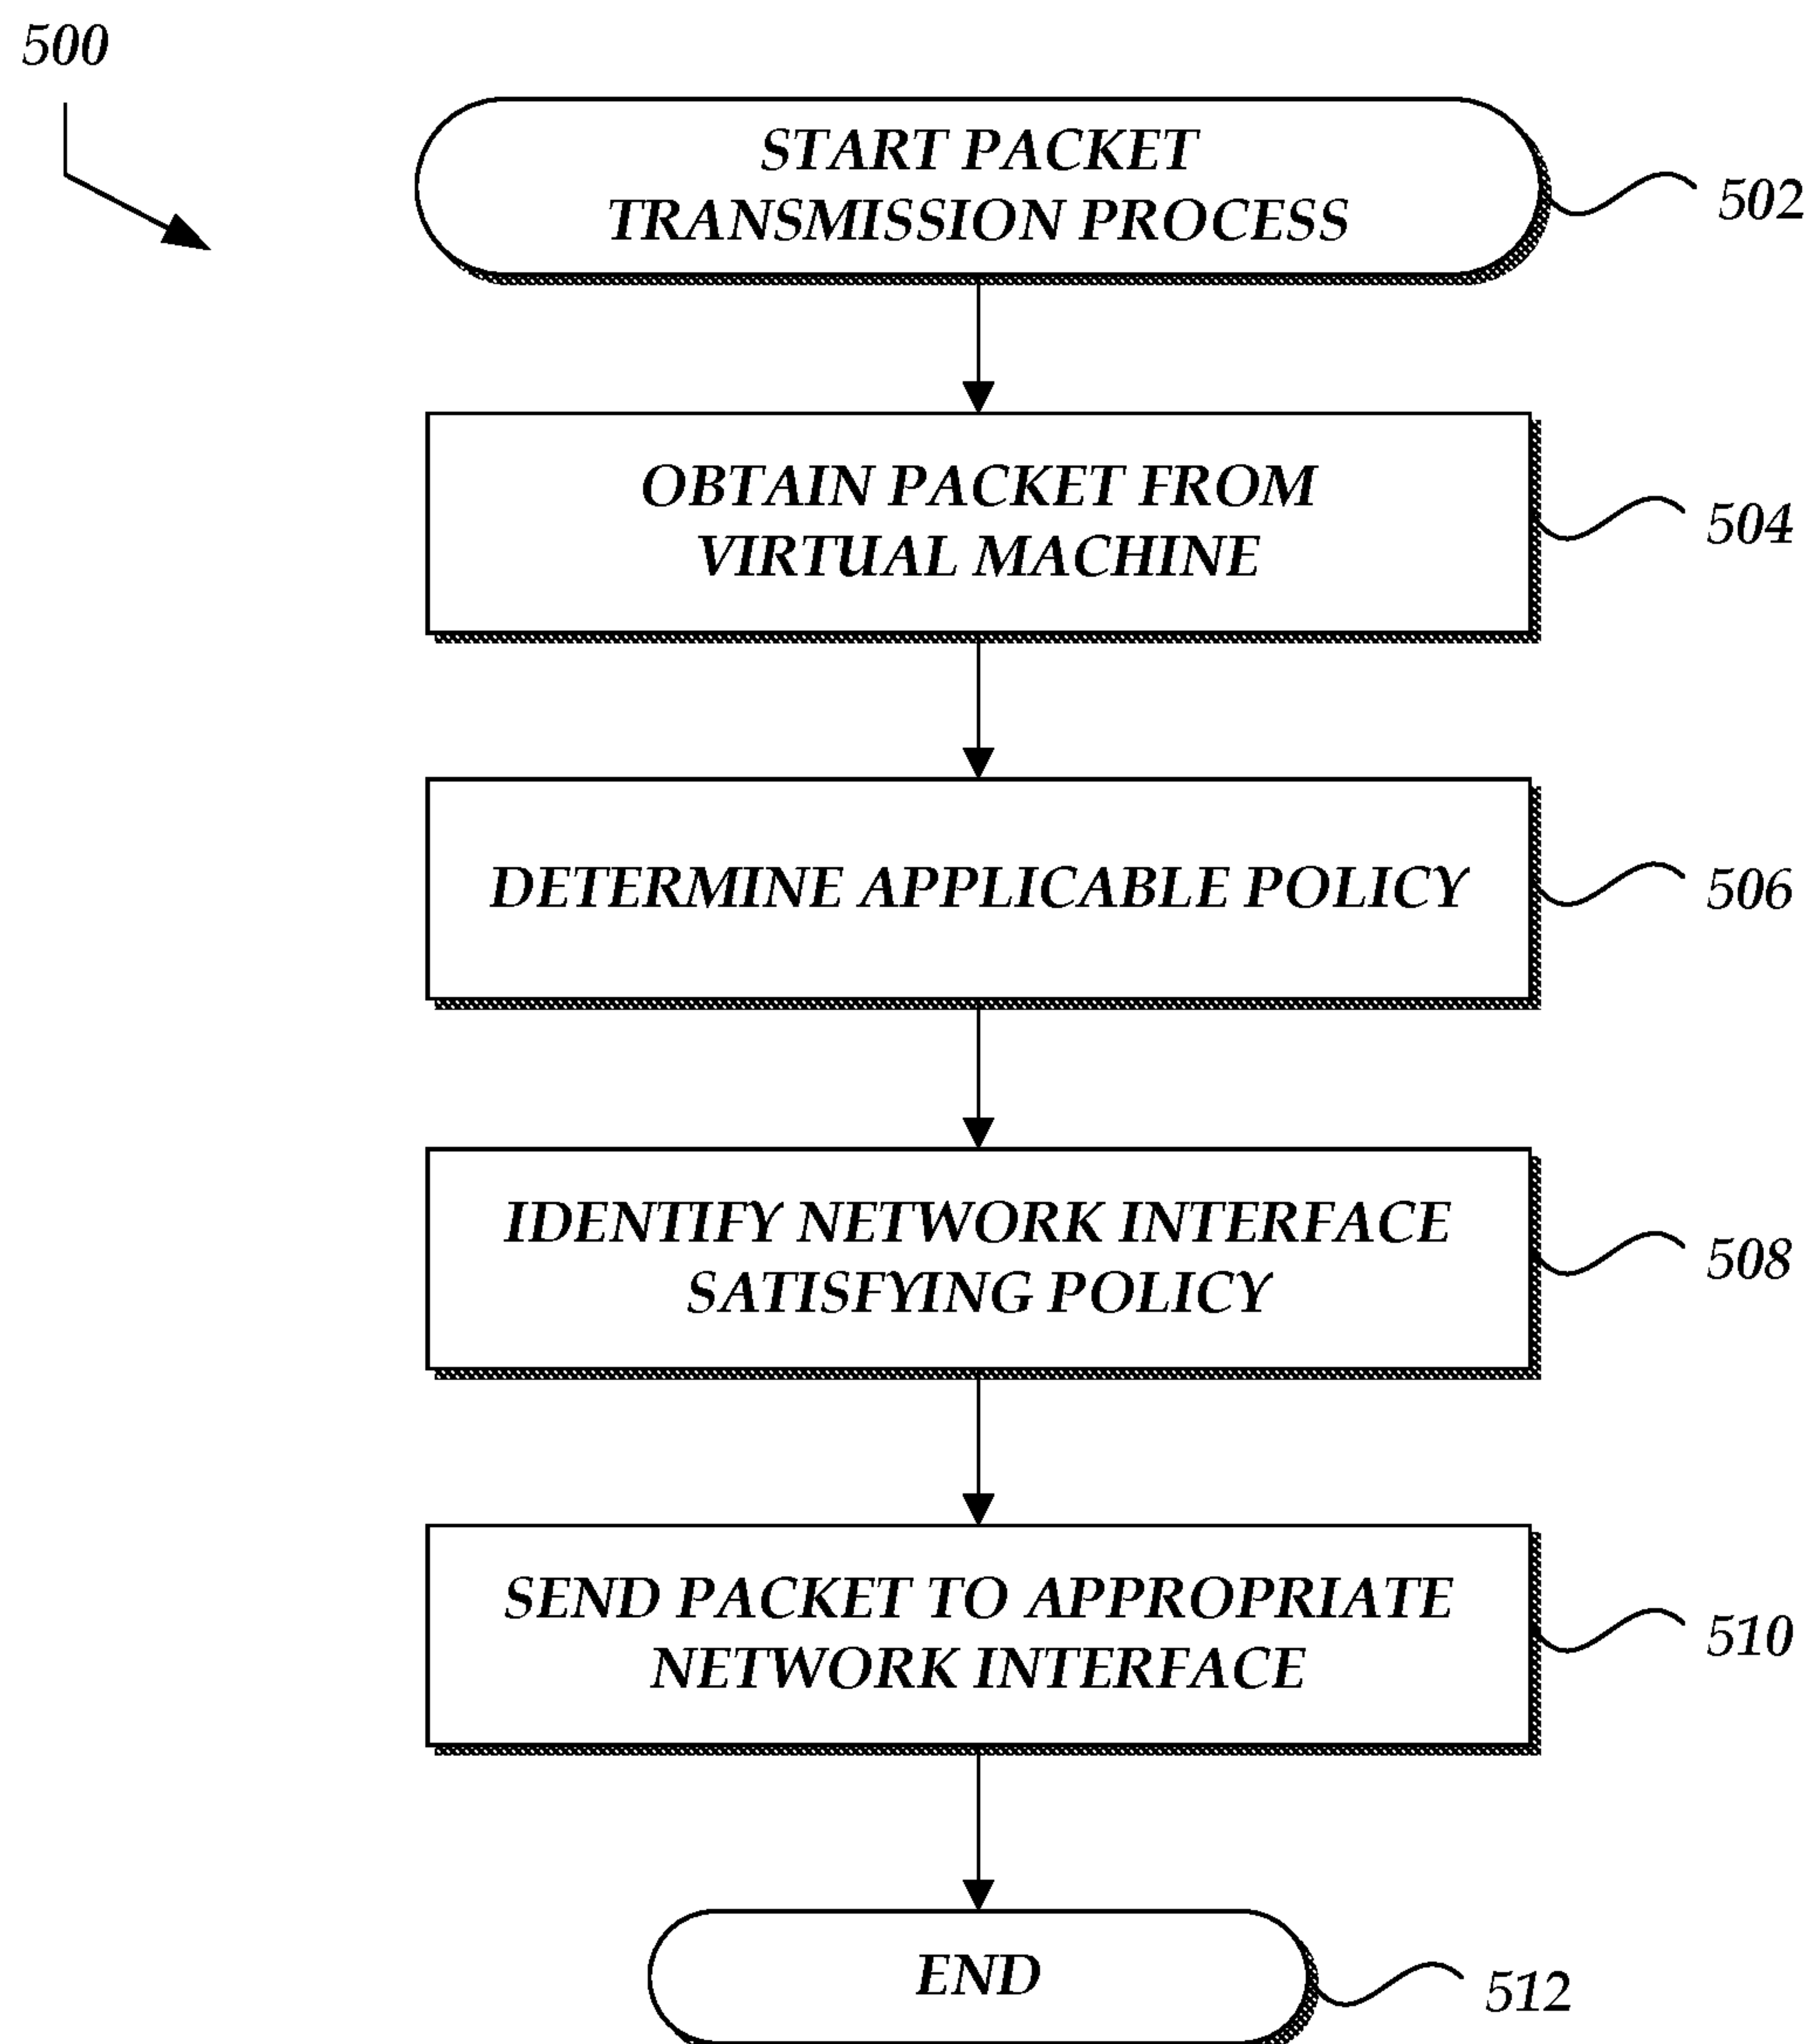 500
START PACKET
TRANSMISSION PROCESS
502
OBTAIN PACKET FROM
VIRTUAL MACHINE
504
DETERMINE APPLICABLE POLICY
506
IDENTIFY NETWORK INTERFACE
SATISFYING POLICY
508
SEND PACKET TO APPROPRIATE
NETWORK INTERFACE
510
END
512